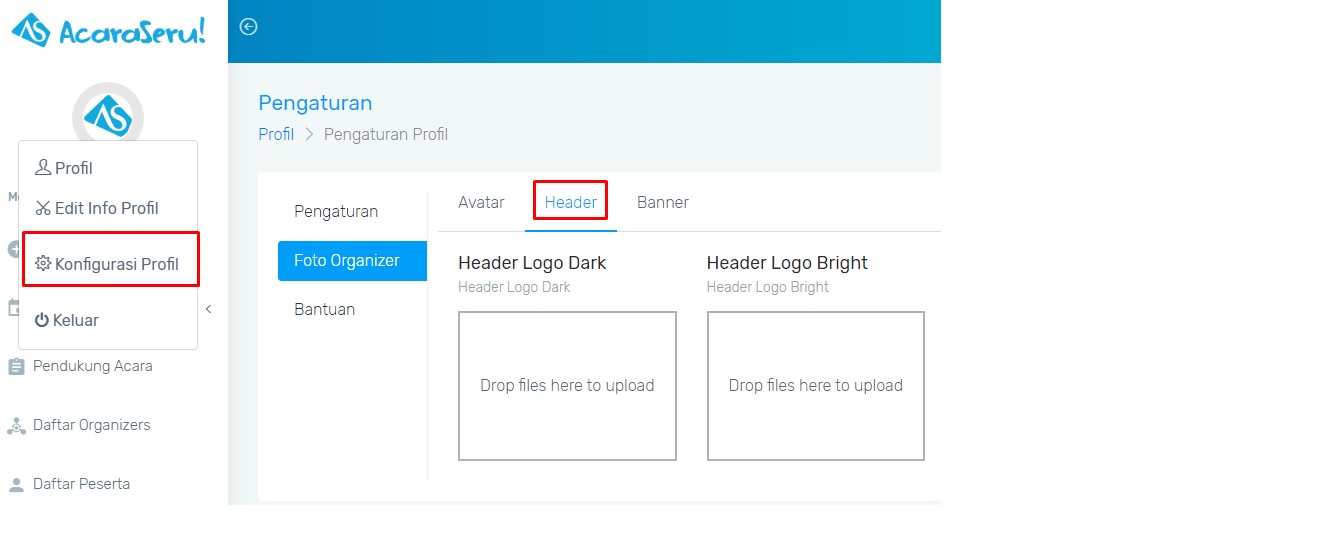 AcaraSeru!
Profil
Edit Info Profil
Konfigurasi Profil
Keluar
Pendukung Acara
Daftar Organizers
Daftar Peserta
Pengaturan
Profil > Pengaturan Profil
Pengaturan
Foto Organizer
Bantuan
Avatar Header Banner
Header Logo Dark
Header Logo Dark
Drop files here to upload
Header Logo Bright
Header Logo Bright
Drop files here to upload